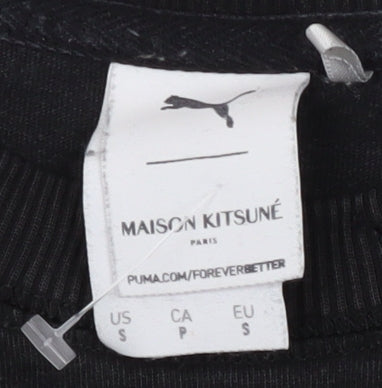 MAISON KITSUNÉ
PARIS
PUMA.COM/FOREVERBETTER
US CA EU
S P S